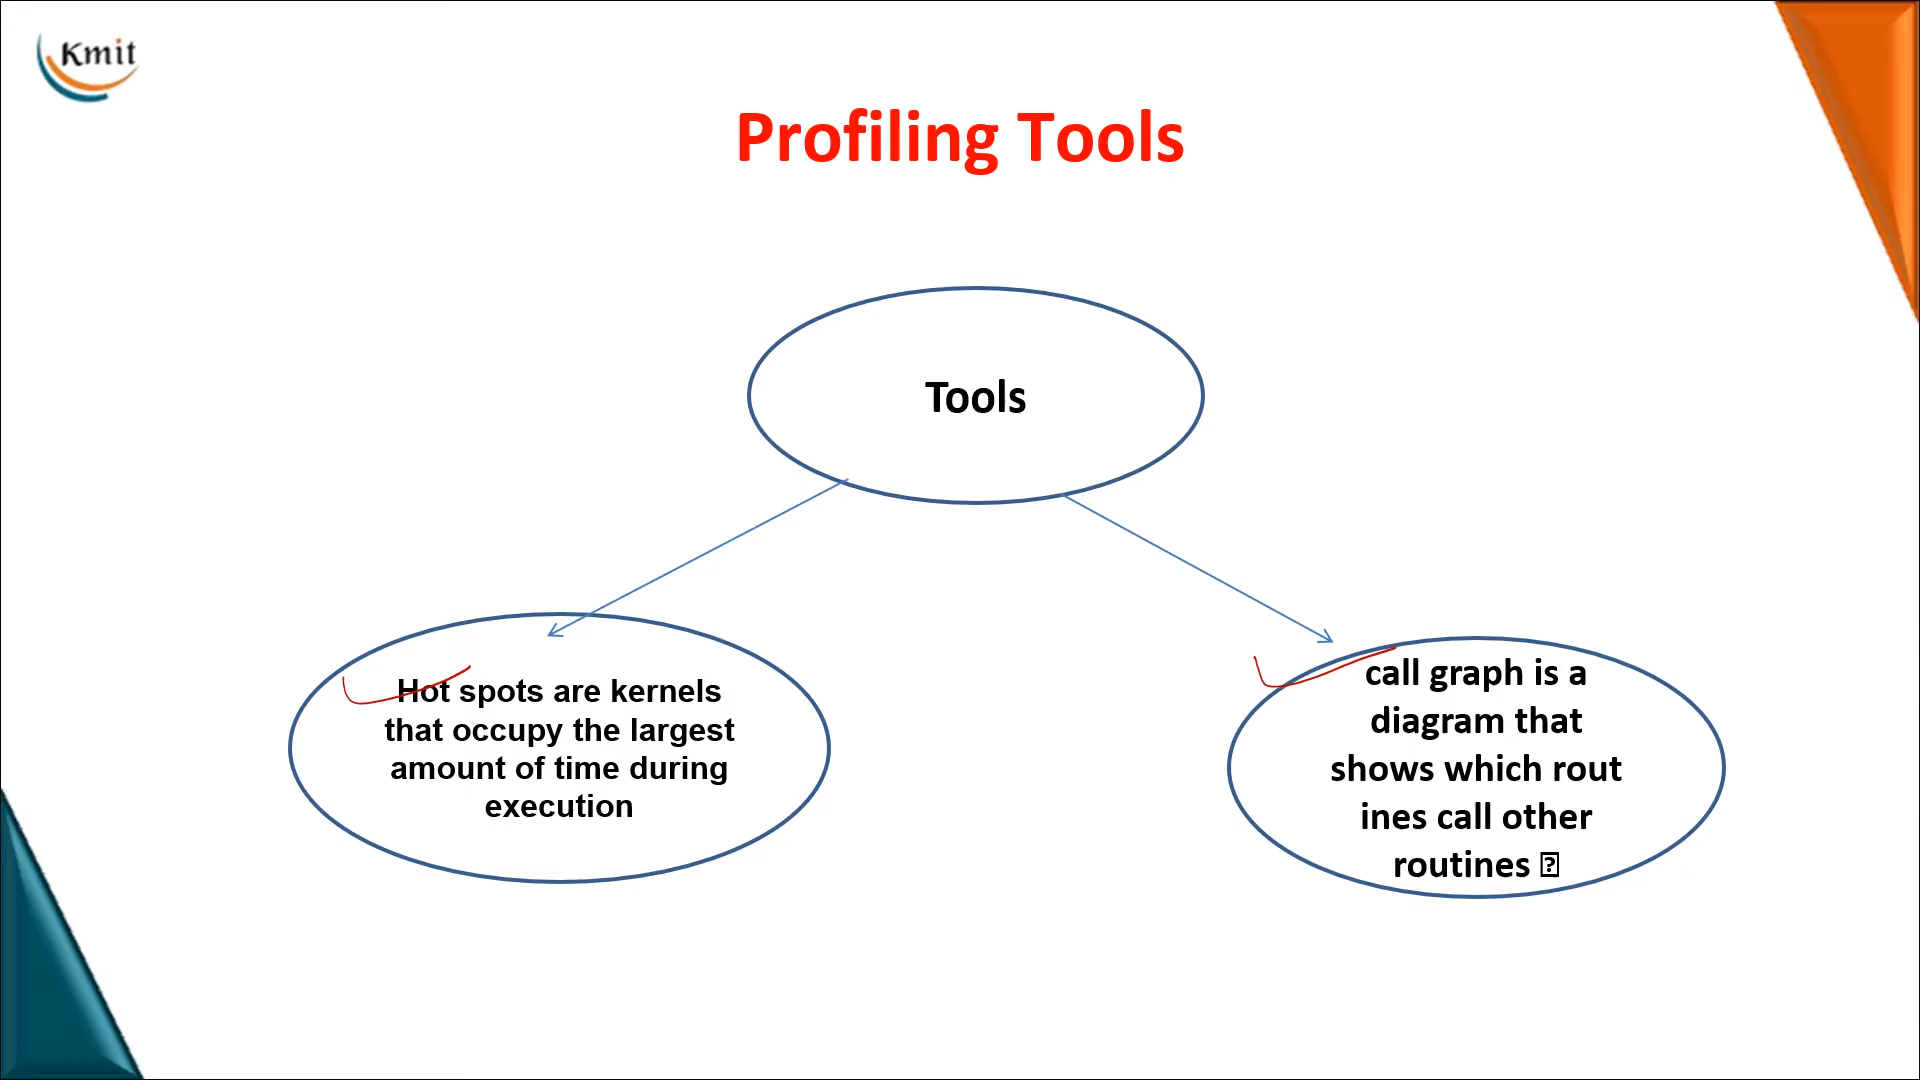 Kmit
Profiling Tools
Tools
Hot spots are kernels
that occupy the largest
amount of time during
execution
call graph is a
diagram that
shows which rout
ines call other
routines